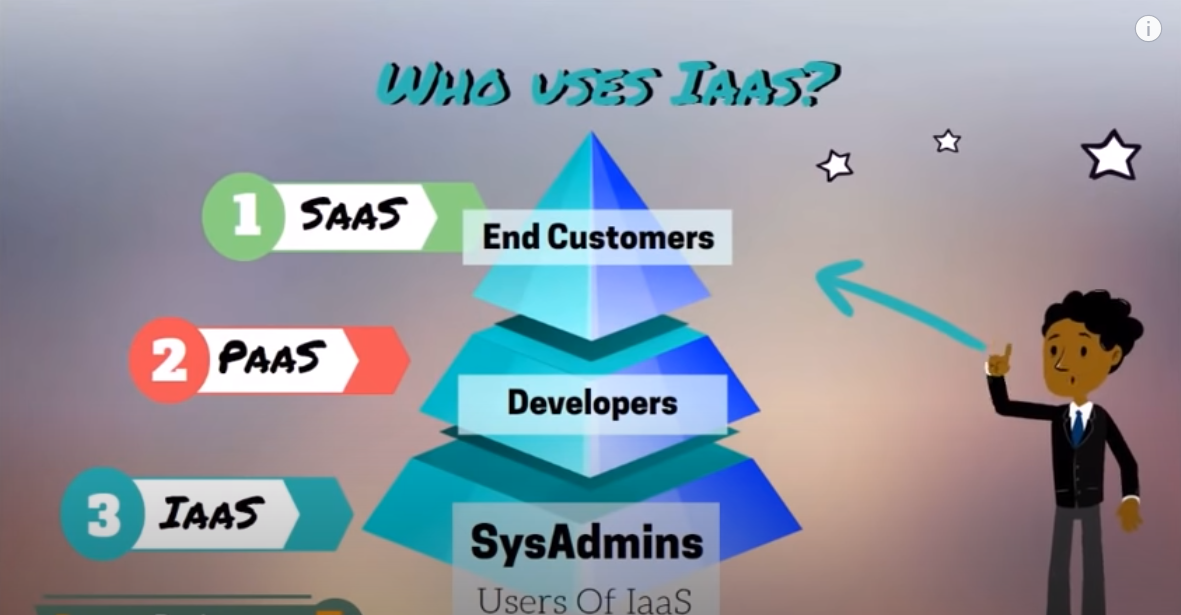 Who uses IaaS?
1 SaaS
End Customers
2 PaaS
Developers
3 IaaS
SysAdmins
Users Of IaaS